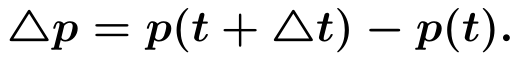 △p = p(t + △t) − p(t).